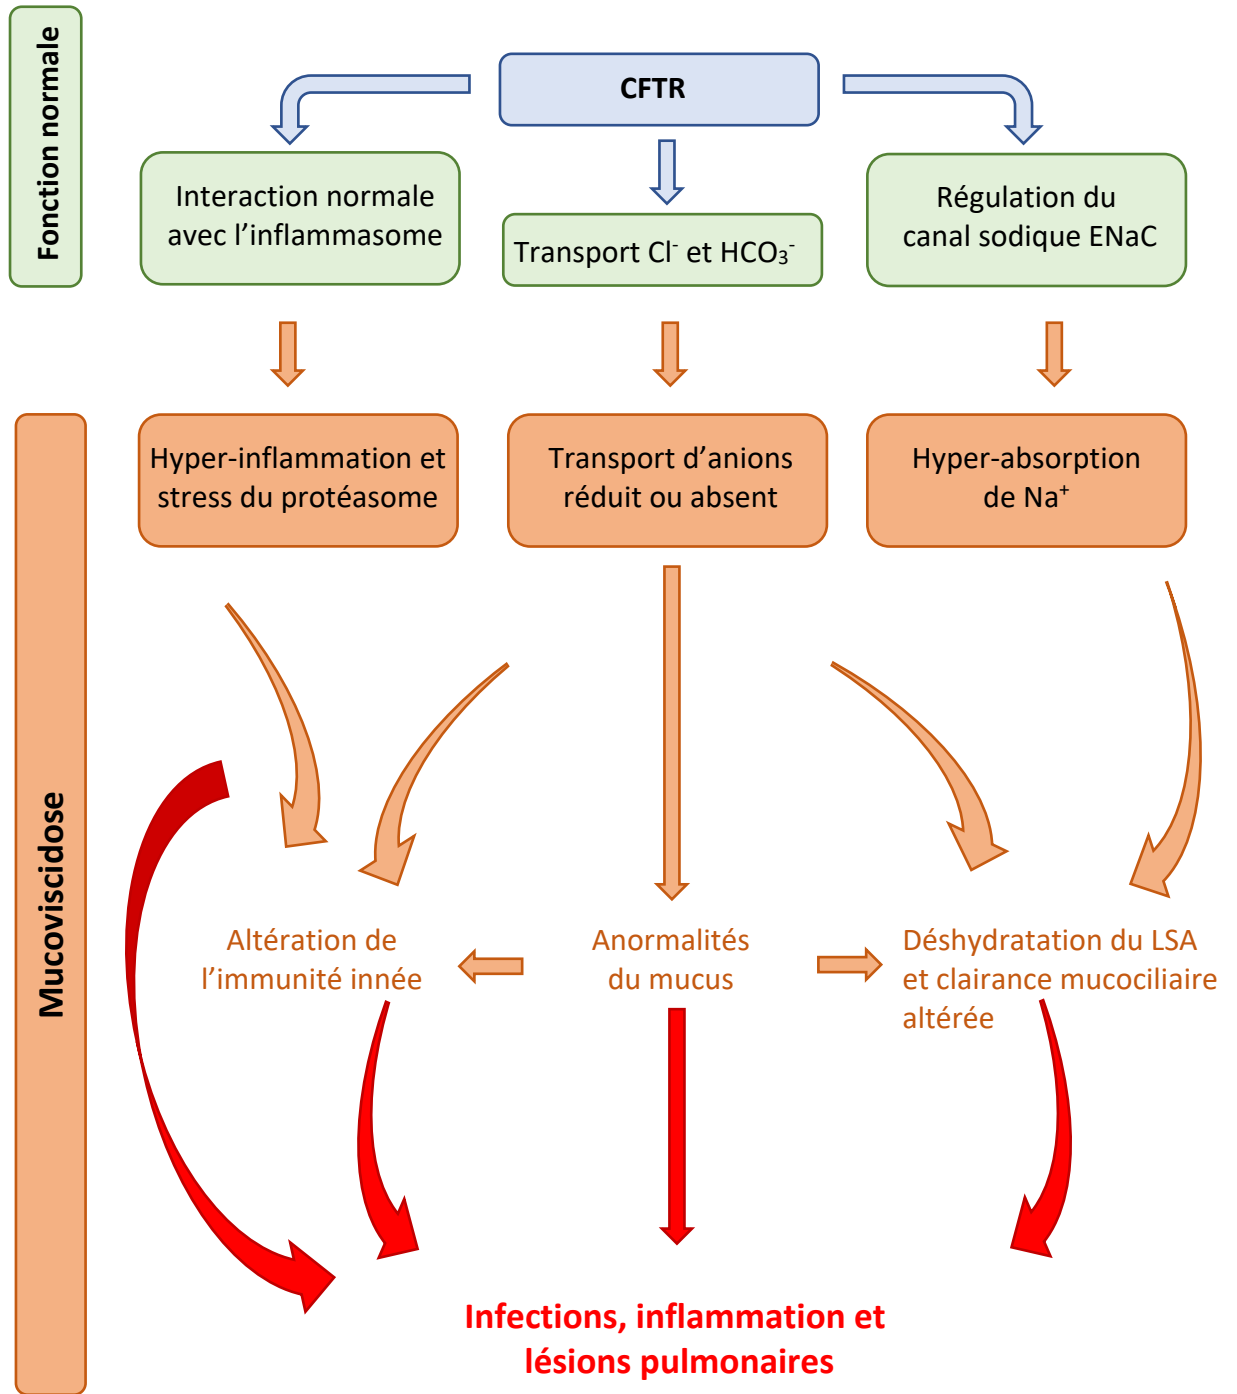 Fonction normale
CFTR
Interaction normale
avec l’inflammasome
Transport Cl⁻ et HCO₃⁻
Régulation du
canal sodique ENaC
Mucoviscidose
Hyper-inflammation et
stress du protéasome
Transport d’anions
réduit ou absent
Hyper-absorption
de Na⁺
Altération de
l’immunité innée
Anormalités
du mucus
Déshydratation du LSA
et clairance mucociliaire
altérée
Infections, inflammation et
lésions pulmonaires